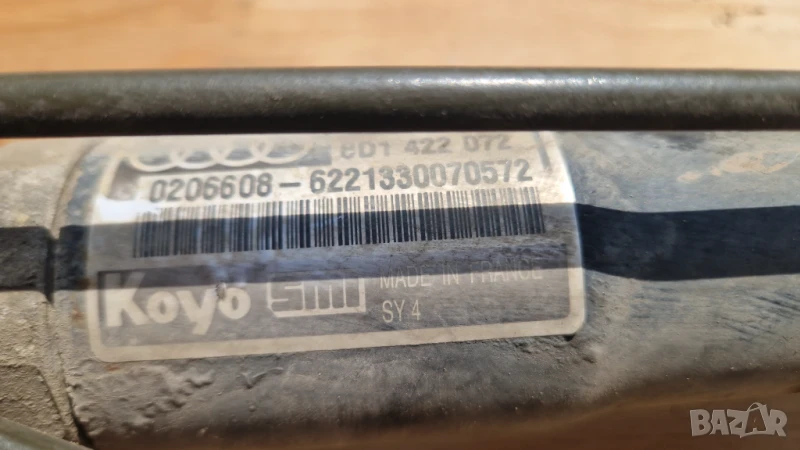 8D1 422 072
0206608-6221330070572
Koyo SMI MADE IN FRANCE
SY 4
BAZAR